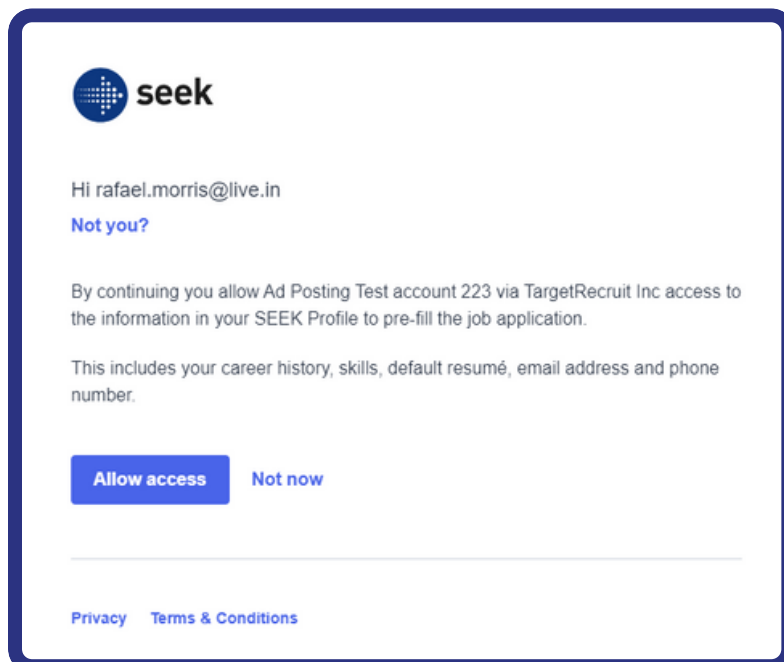 seek
Hi rafael.morris@live.in
Not you?
By continuing you allow Ad Posting Test account 223 via TargetRecruit Inc access to
the information in your SEEK Profile to pre-fill the job application.
This includes your career history, skills, default resumé, email address and phone
number.
Allow access Not now
Privacy Terms & Conditions